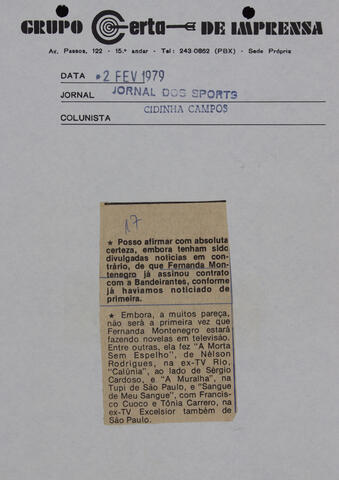 GRUPO Certa DE IMPRENSA
Av. Passos, 122 - 15.º andar - Tel: 243-0862 (PBX) - Sede Própria
DATA 2 FEV 1979
JORNAL JORNAL DOS SPORTS
CIDINHA CAMPOS
COLUNISTA
17
★ Posso afirmar com absoluta
certeza, embora tenham sido
divulgadas notícias em con-
trário, de que Fernanda Mon-
tenegro já assinou contrato
com a Bandeirantes, conforme
já havíamos noticiado de
primeira.
★ Embora, a muitos pareça,
não será a primeira vez que
Fernanda Montenegro estará
fazendo novelas em televisão.
Entre outras, ela fez "A Morta
Sem Espelho", de Nélson
Rodrigues, na ex-TV Rio,
"Calúnia", ao lado de Sérgio
Cardoso, e "A Muralha", na
Tupi de São Paulo, e "Sangue
de Meu Sangue", com Francis-
co Cuoco e Tônia Carrero, na
ex-TV Excelsior também de
São Paulo.